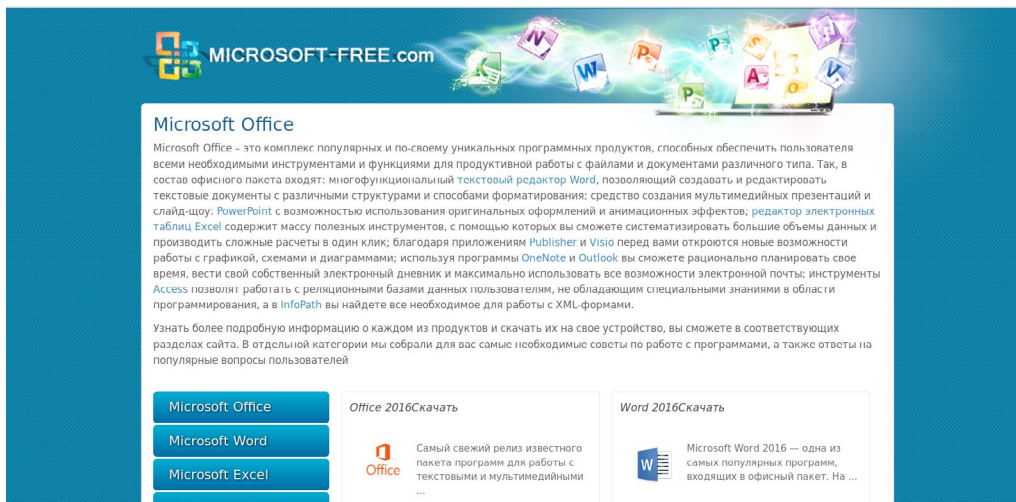 MICROSOFT-FREE.com
Microsoft Office
Microsoft Office – это комплекс популярных и по-своему уникальных программных продуктов, способных обеспечить пользователя
всеми необходимыми инструментами и функциями для продуктивной работы с файлами и документами различного типа. Так, в
состав офисного пакета входят: многофункциональный текстовый редактор Word, позволяющий создавать и редактировать
текстовые документы с различными структурами и способами форматирования; средство создания мультимедийных презентаций и
слайд-шоу: PowerPoint с возможностью использования оригинальных оформлений и анимационных эффектов; редактор электронных
таблиц Excel содержит массу полезных инструментов, с помощью которых вы сможете систематизировать большие объемы данных и
производить сложные расчеты в один клик; благодаря приложениям Publisher и Visio перед вами откроются новые возможности
работы с графикой, схемами и диаграммами; используя программы OneNote и Outlook вы сможете рационально планировать свое
время, вести свой собственный электронный дневник и максимально использовать все возможности электронной почты; инструменты
Access позволят работать с реляционными базами данных пользователям, не обладающим специальными знаниями в области
программирования, а в InfoPath вы найдете все необходимое для работы с XML-формами.
Узнать более подробную информацию о каждом из продуктов и скачать их на свое устройство, вы сможете в соответствующих
разделах сайта. В отдельной категории мы собрали для вас самые необходимые советы по работе с программами, а также ответы на
популярные вопросы пользователей
Microsoft Office
Microsoft Word
Microsoft Excel
Office 2016Скачать
Office
Самый свежий релиз известного
пакета программ для работы с
текстовыми и мультимедийными
...
Word 2016Скачать
W
Microsoft Word 2016 — одна из
самых популярных программ,
входящих в офисный пакет. На ...